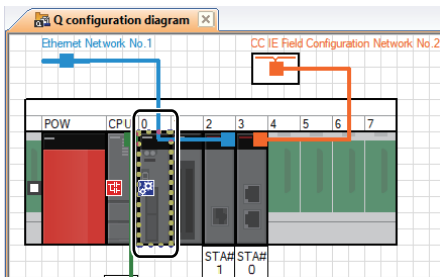 Q configuration diagram
Ethernet Network No.1
CC IE Field Configuration Network No.2
POW CPU 0 2 3 4 5 6 7
STA# STA#
1 0